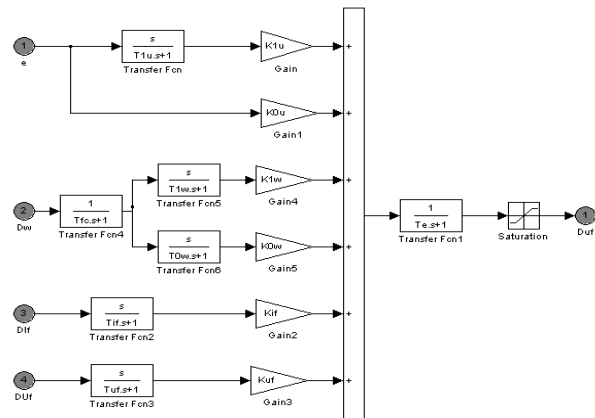 1
e
s
T1u.s+1
Transfer Fcn
K1u
Gain
+
K0u
Gain1
+
2
Dw
1
Tfc.s+1
Transfer Fcn4
s
T1w.s+1
Transfer Fcn5
K1w
Gain4
+
s
T0w.s+1
Transfer Fcn6
K0w
Gain5
+
1
Te.s+1
Transfer Fcn1
Saturation
1
Duf
3
DIf
s
Tif.s+1
Transfer Fcn2
Kif
Gain2
+
4
DUf
s
Tuf.s+1
Transfer Fcn3
Kuf
Gain3
+